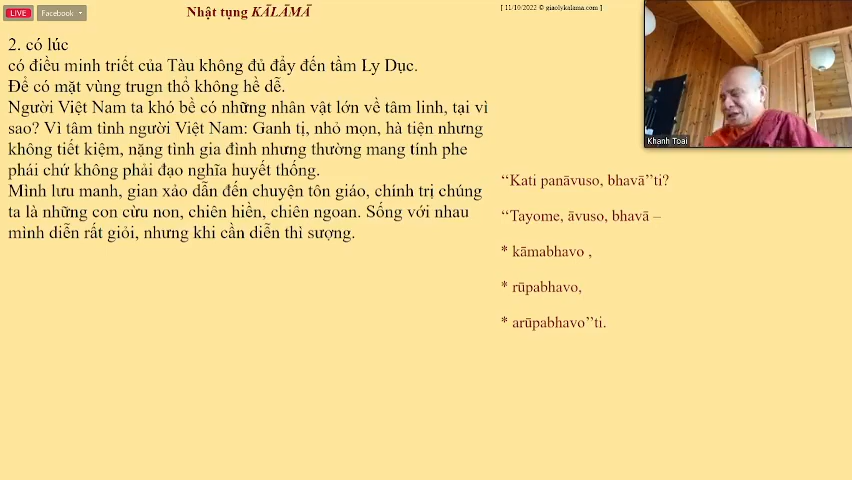 LIVE
Facebook
Nhật tụng KĀLĀMĀ
[ 11/10/2022 © giaolykalama.com ]
2. có lúc
có điều minh triết của Tàu không đủ đẩy đến tầm Ly Dục.
Để có mặt vùng trugn thổ không hề dễ.
Người Việt Nam ta khó bề có những nhân vật lớn về tâm linh, tại vì
sao? Vì tâm tình người Việt Nam: Ganh tị, nhỏ mọn, hà tiện nhưng
không tiết kiệm, nặng tình gia đình nhưng thường mang tính phe
phái chứ không phải đạo nghĩa huyết thống.
Mình lưu manh, gian xảo dẫn đến chuyện tôn giáo, chính trị chúng
ta là những con cừu non, chiên hiền, chiên ngoan. Sống với nhau
mình diễn rất giỏi, nhưng khi cần diễn thì sượng.
Khanh Toai
‘‘Kati panāvuso, bhavā’’ti?
‘‘Tayome, āvuso, bhavā –
* kāmabhavo ,
* rūpabhavo,
* arūpabhavo’’ti.